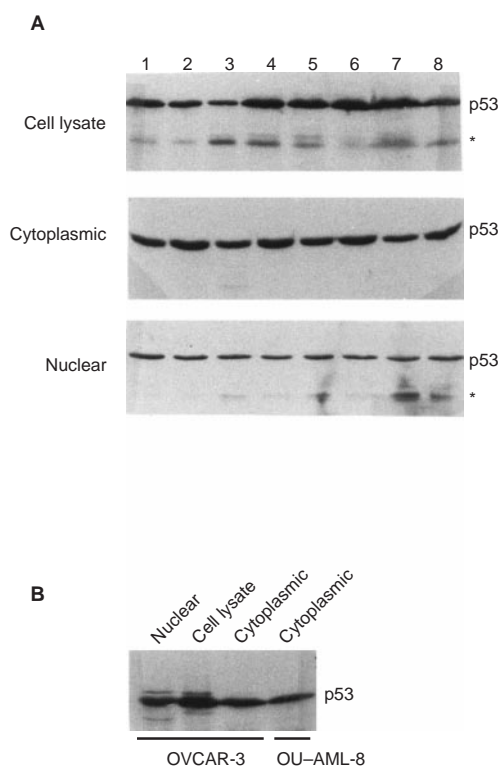 A
1 2 3 4 5 6 7 8
Cell lysate
p53
*
Cytoplasmic
p53
Nuclear
p53
*
B
Nuclear
Cell lysate
Cytoplasmic
Cytoplasmic
p53
OVCAR-3
OU–AML-8